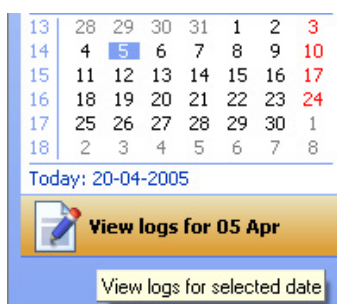 13 28 29 30 31 1 2 3
14 4 5 6 7 8 9 10
15 11 12 13 14 15 16 17
16 18 19 20 21 22 23 24
17 25 26 27 28 29 30 1
18 2 3 4 5 6 7 8
Today: 20-04-2005
View logs for 05 Apr
View logs for selected date